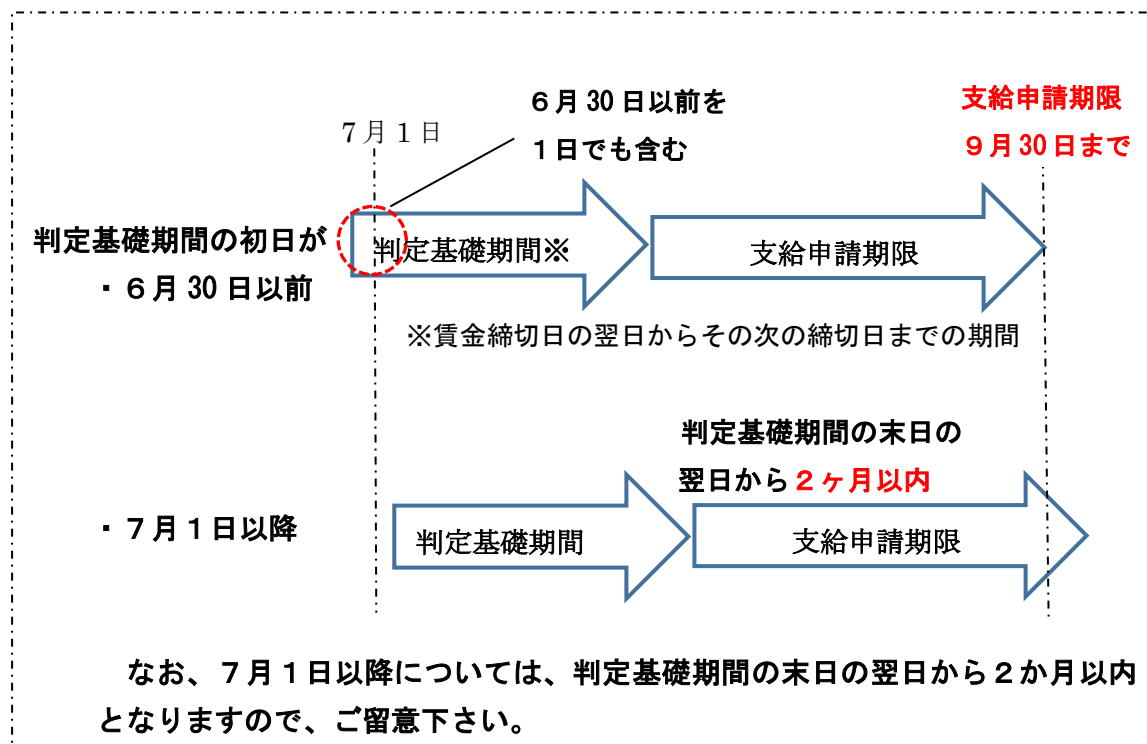 ６月30日以前を
１日でも含む
支給申請期限
９月30日まで
７月１日
判定基礎期間の初日が
・６月30日以前
判定基礎期間※
支給申請期限
※賃金締切日の翌日からその次の締切日までの期間
判定基礎期間の末日の
翌日から２ヶ月以内
・７月１日以降
判定基礎期間
支給申請期限
なお、７月１日以降については、判定基礎期間の末日の翌日から２か月以内
となりますので、ご留意下さい。